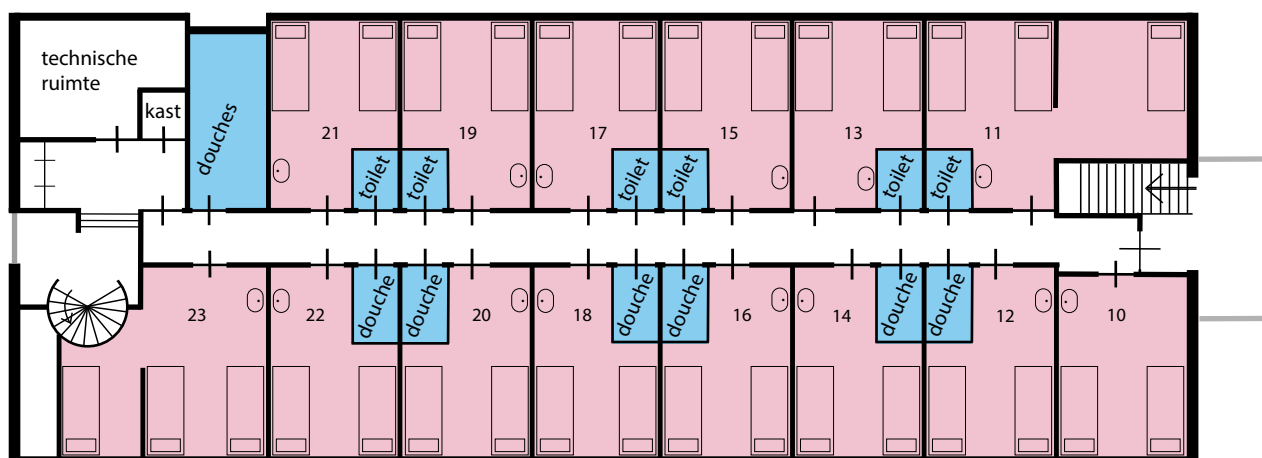 technische
ruimte
kast
douches
21
19
17
15
13
11
toilet
toilet
toilet
toilet
toilet
toilet
23
22
20
18
16
14
12
10
douche
douche
douche
douche
douche
douche